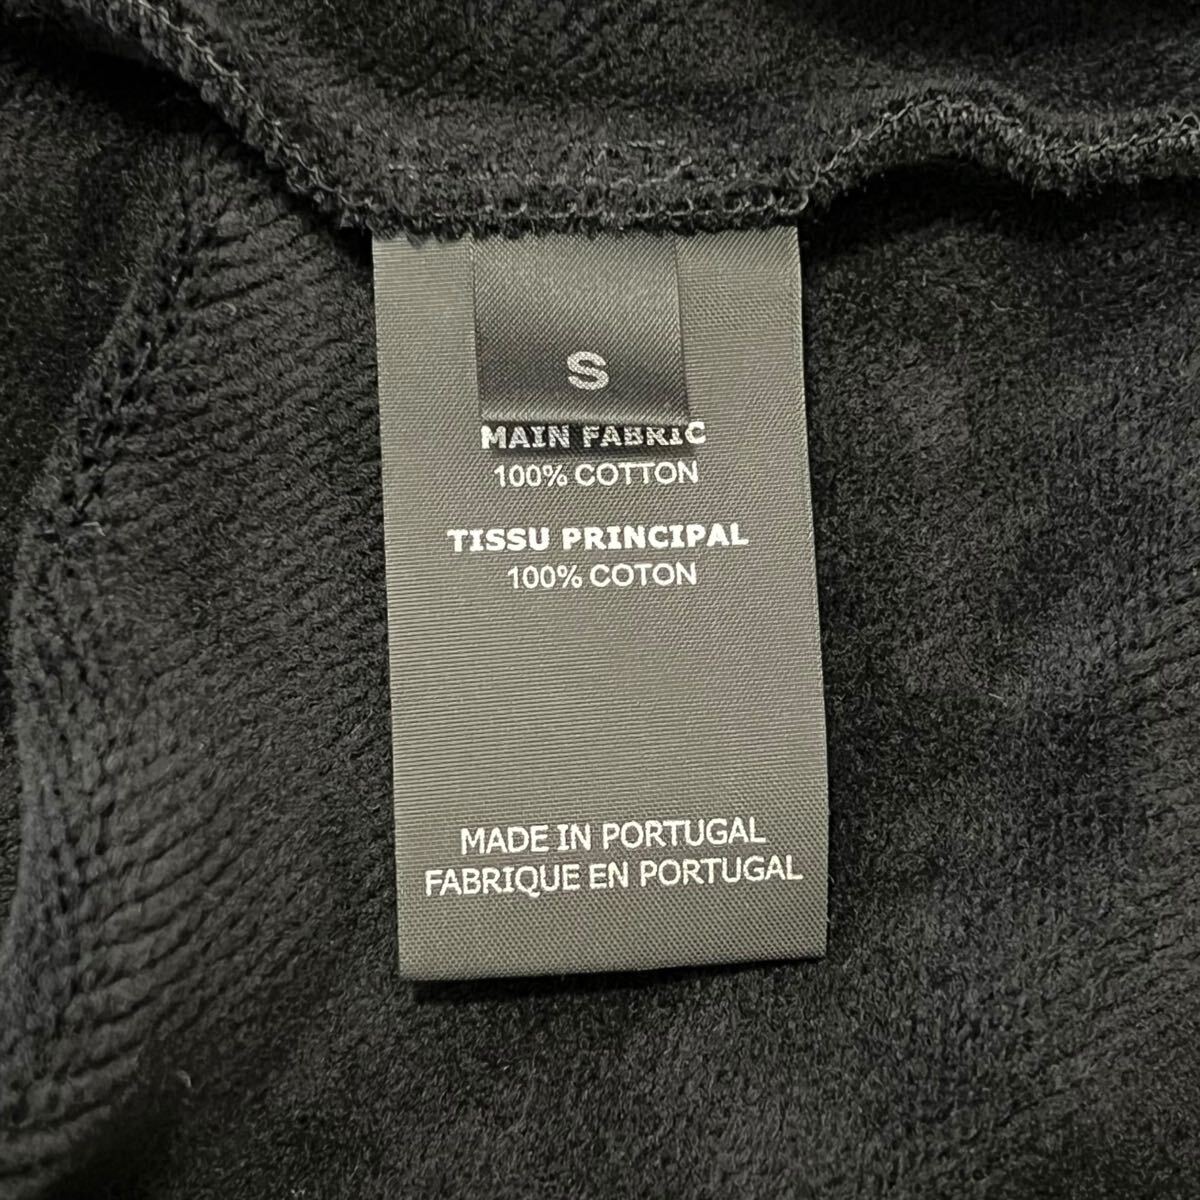 S
MAIN FABRIC
100% COTTON
TISSU PRINCIPAL
100% COTON
MADE IN PORTUGAL
FABRIQUE EN PORTUGAL